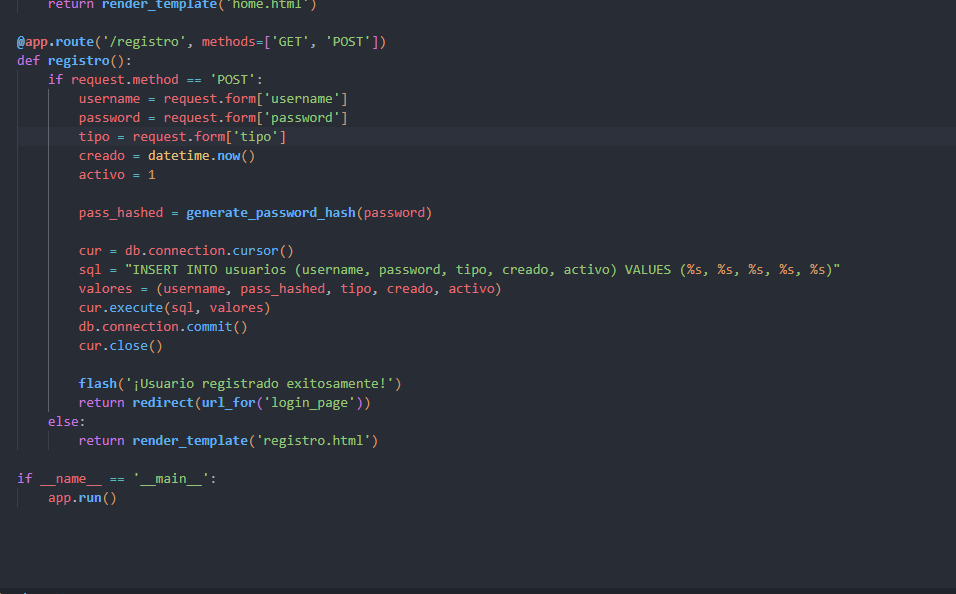 return render_template('home.html')
@app.route('/registro', methods=['GET', 'POST'])
def registro():
if request.method == 'POST':
username = request.form['username']
password = request.form['password']
tipo = request.form['tipo']
creado = datetime.now()
activo = 1
pass_hashed = generate_password_hash(password)
cur = db.connection.cursor()
sql = "INSERT INTO usuarios (username, password, tipo, creado, activo) VALUES (%s, %s, %s, %s, %s)"
valores = (username, pass_hashed, tipo, creado, activo)
cur.execute(sql, valores)
db.connection.commit()
cur.close()
flash('¡Usuario registrado exitosamente!')
return redirect(url_for('login_page'))
else:
return render_template('registro.html')
if __name__ == '__main__':
app.run()